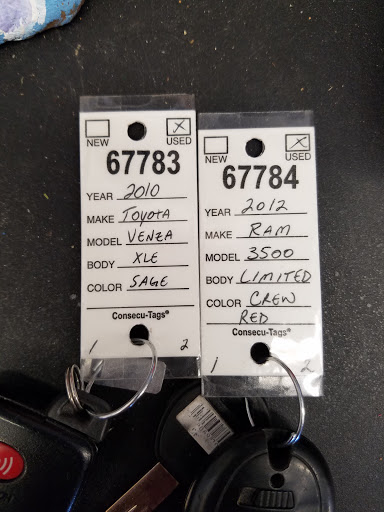 NEW USED
67783
YEAR 2010
MAKE TOYOTA
MODEL VENZA
BODY XLE
COLOR SAGE
Consecu-Tags®
1 2
NEW USED
67784
YEAR 2012
MAKE RAM
MODEL 3500
BODY LIMITED
COLOR CREW
RED
Consecu-Tags®
1 2